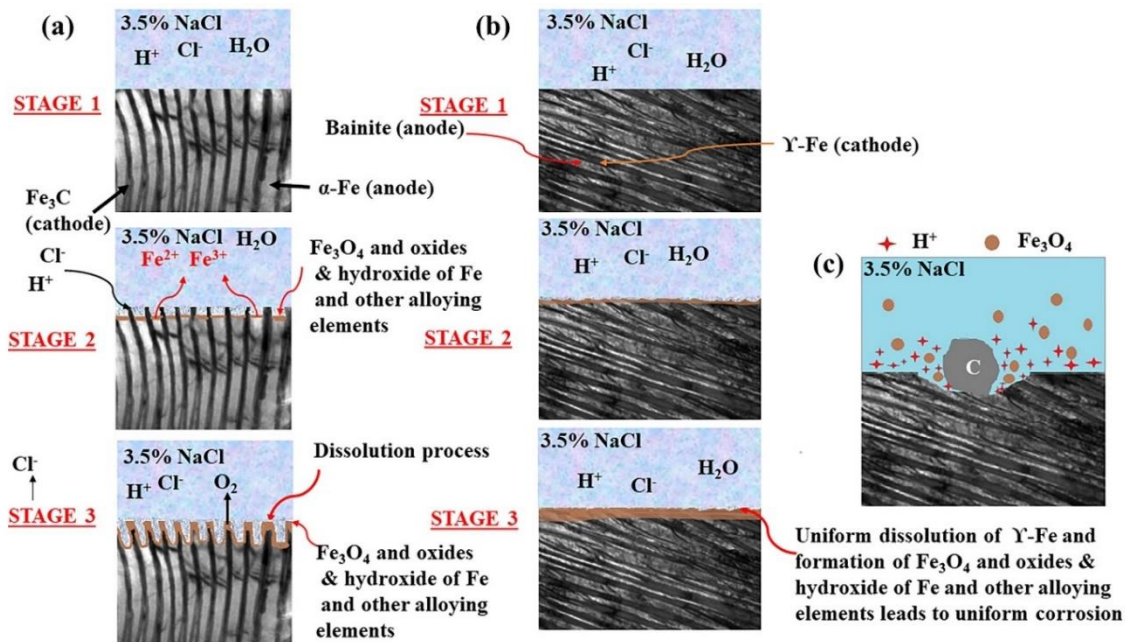 (a)
3.5% NaCl
H⁺ Cl⁻ H₂O
STAGE 1
Fe₃C
(cathode)
α-Fe (anode)
3.5% NaCl H₂O
Cl⁻
H⁺
Fe²⁺ Fe³⁺
Fe₃O₄ and oxides
& hydroxide of Fe
and other alloying
elements
STAGE 2
3.5% NaCl
H⁺ Cl⁻ O₂
Dissolution process
Cl⁻
STAGE 3
Fe₃O₄ and oxides
& hydroxide of Fe
and other alloying
elements
(b)
3.5% NaCl
Cl⁻
H⁺ H₂O
STAGE 1
Bainite (anode)
ϒ-Fe (cathode)
3.5% NaCl
H⁺ Cl⁻ H₂O
STAGE 2
3.5% NaCl
H⁺ Cl⁻ H₂O
STAGE 3
Uniform dissolution of ϒ-Fe and
formation of Fe₃O₄ and oxides &
hydroxide of Fe and other alloying
elements leads to uniform corrosion
H⁺ Fe₃O₄
(c)
3.5% NaCl
C